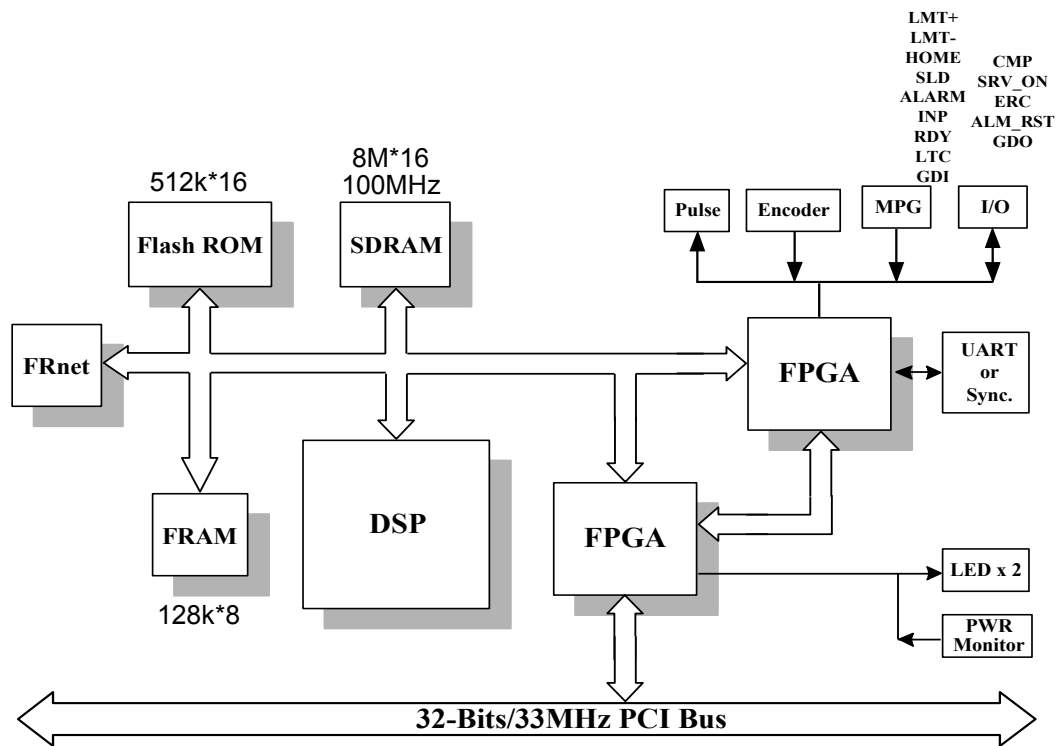 LMT+
LMT-
HOME
SLD
ALARM
INP
RDY
LTC
GDI
CMP
SRV_ON
ERC
ALM_RST
GDO
512k*16
8M*16
100MHz
Flash ROM
SDRAM
Pulse
Encoder
MPG
I/O
FRnet
FPGA
UART
or
Sync.
FRAM
128k*8
DSP
FPGA
LED x 2
PWR
Monitor
32-Bits/33MHz PCI Bus